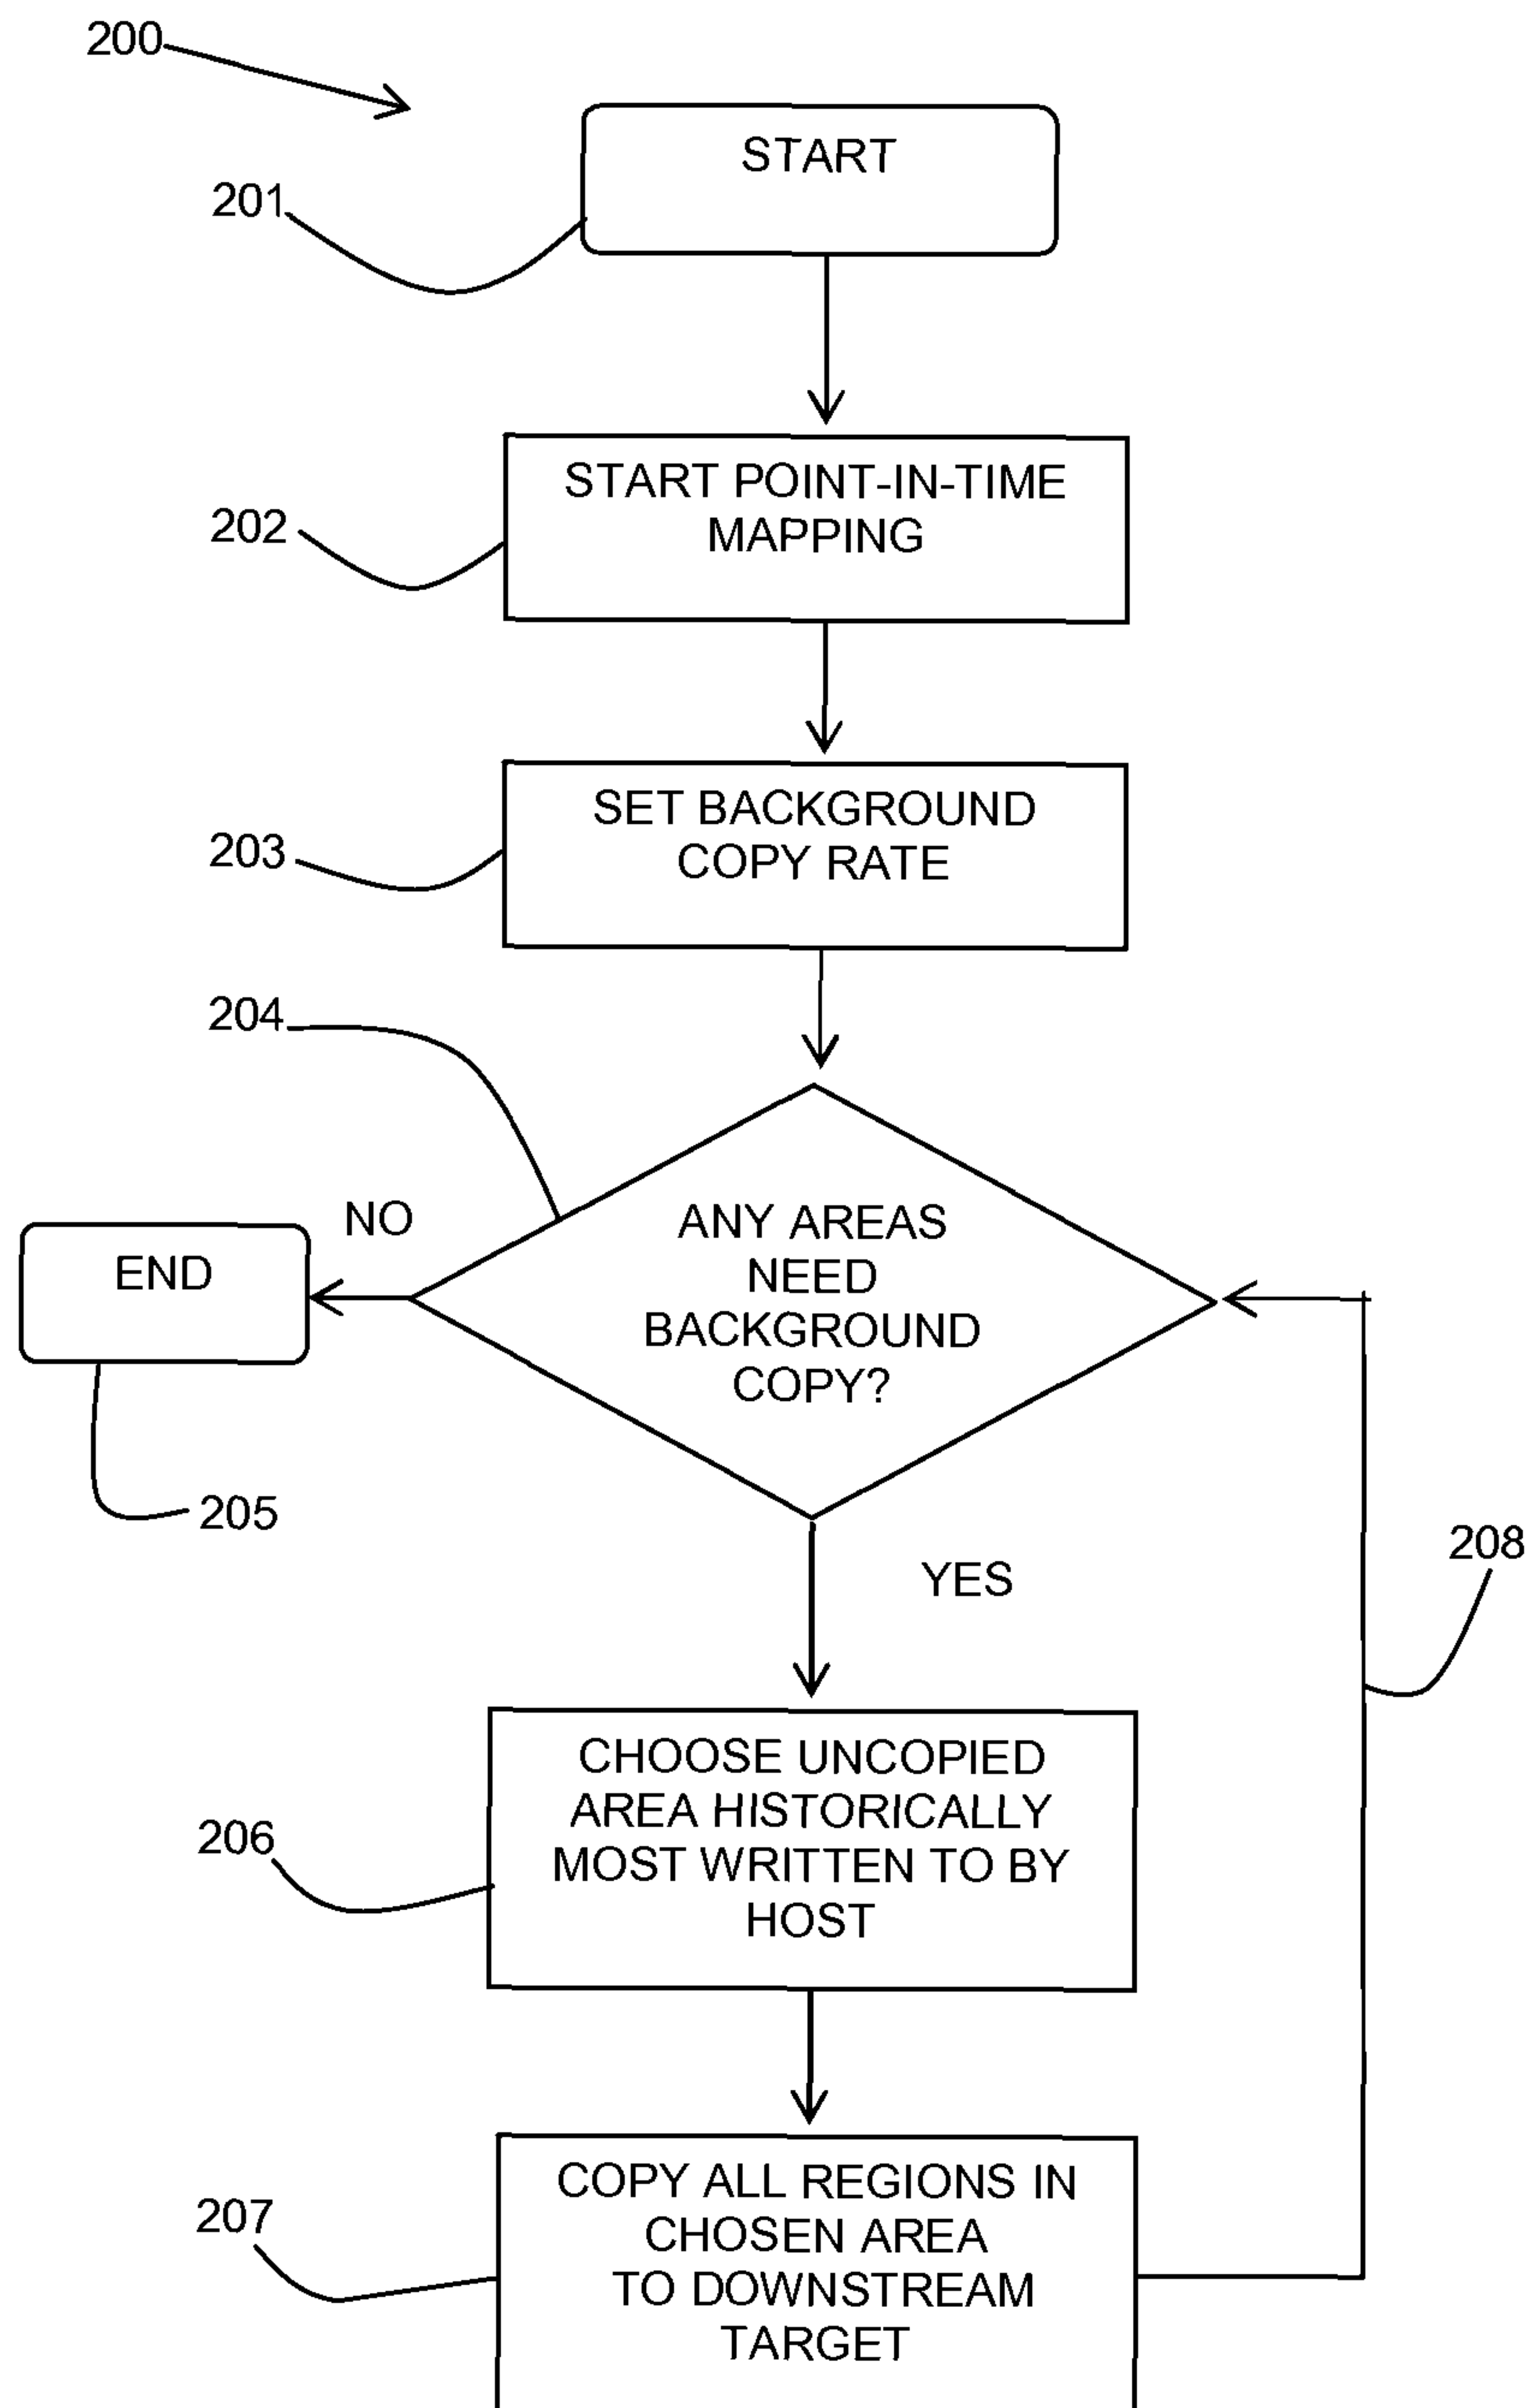 200
START
201
START POINT-IN-TIME
MAPPING
202
SET BACKGROUND
COPY RATE
203
204
NO
ANY AREAS
NEED
BACKGROUND
COPY?
END
205
YES
208
CHOOSE UNCOPIED
AREA HISTORICALLY
MOST WRITTEN TO BY
HOST
206
COPY ALL REGIONS IN
CHOSEN AREA
TO DOWNSTREAM
TARGET
207